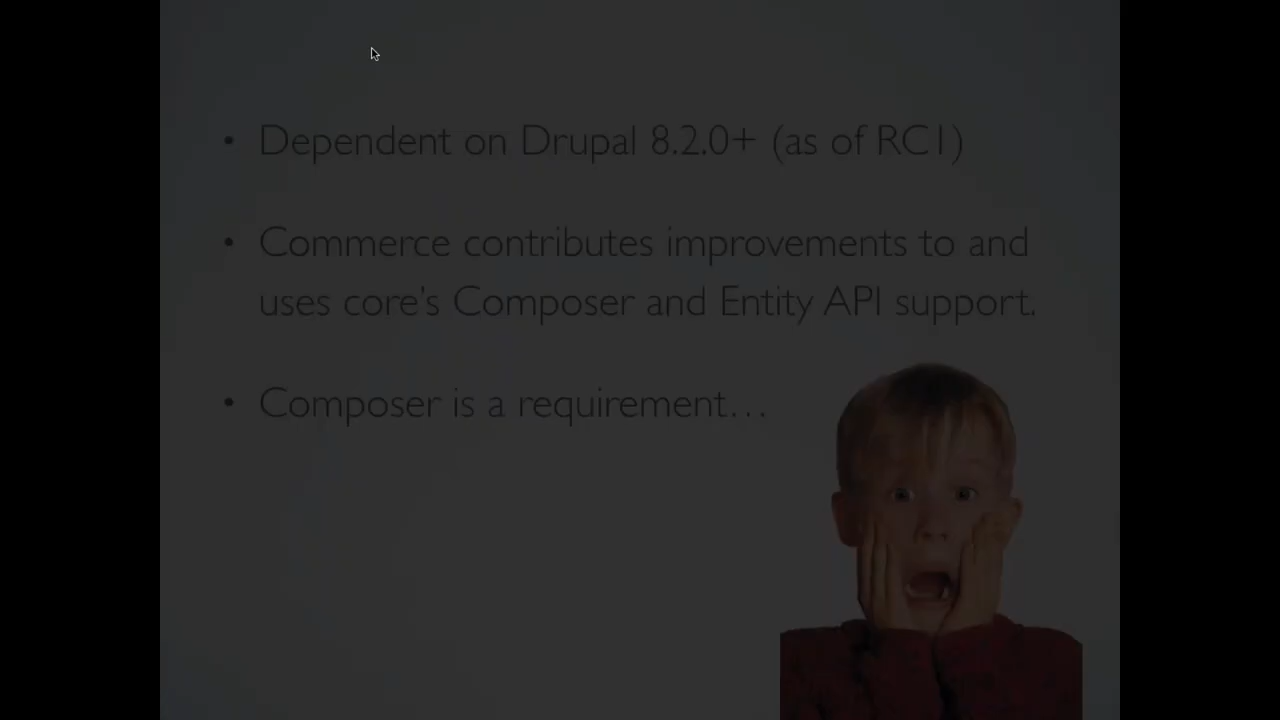 • Dependent on Drupal 8.2.0+ (as of RC1)
• Commerce contributes improvements to and
uses core's Composer and Entity API support.
• Composer is a requirement…